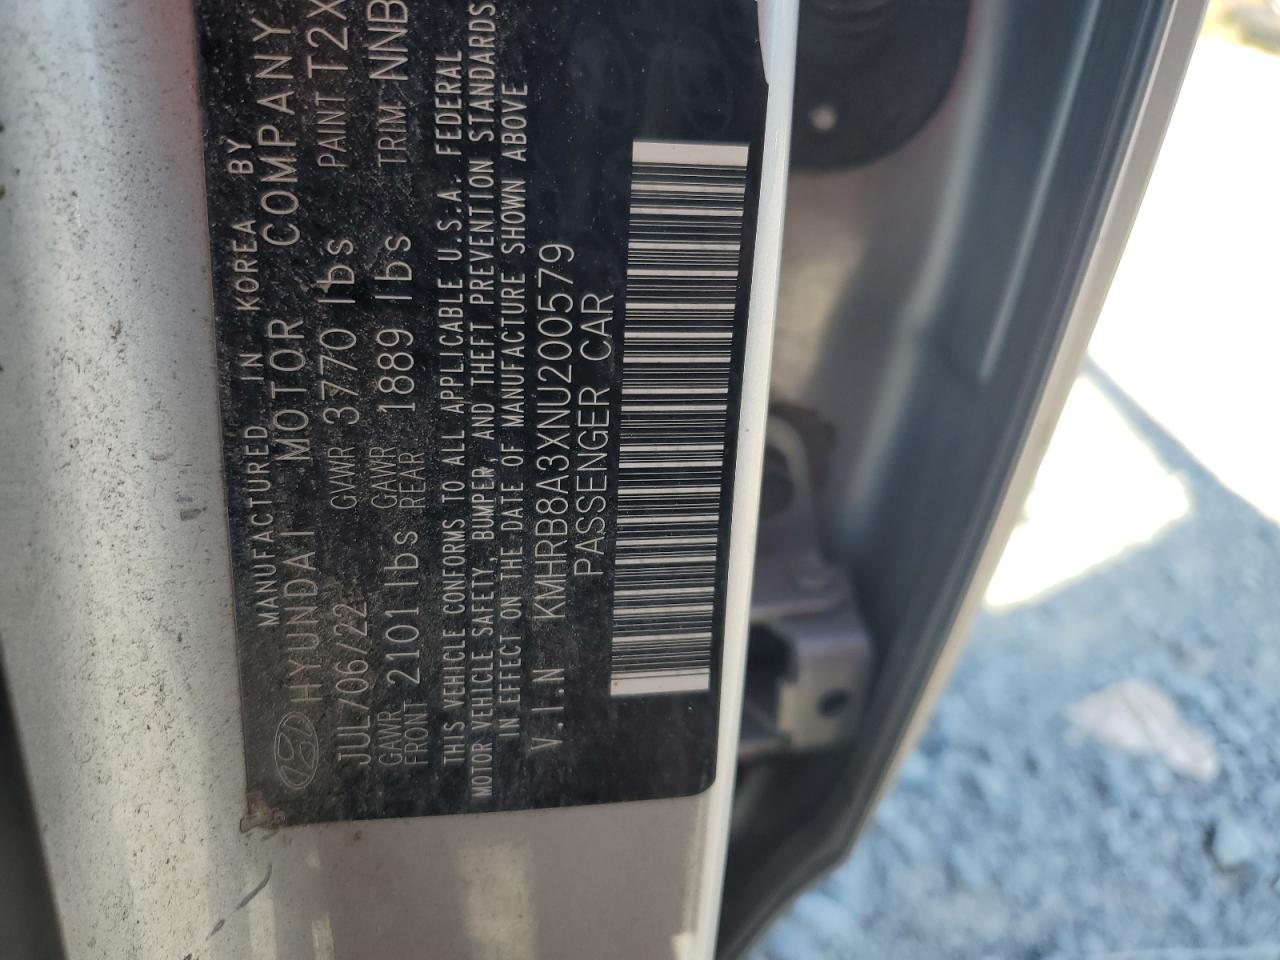 MANUFACTURED IN KOREA BY
HYUNDAI MOTOR COMPANY
JUL/06/22 GVWR 3770 lbs PAINT T2X
GAWR FRONT 2101 lbs GAWR REAR 1889 lbs TRIM NNB
THIS VEHICLE CONFORMS TO ALL APPLICABLE U.S.A. FEDERAL
MOTOR VEHICLE SAFETY, BUMPER, AND THEFT PREVENTION STANDARDS
IN EFFECT ON THE DATE OF MANUFACTURE SHOWN ABOVE
V.I.N KMHRB8A3XNU200579
PASSENGER CAR